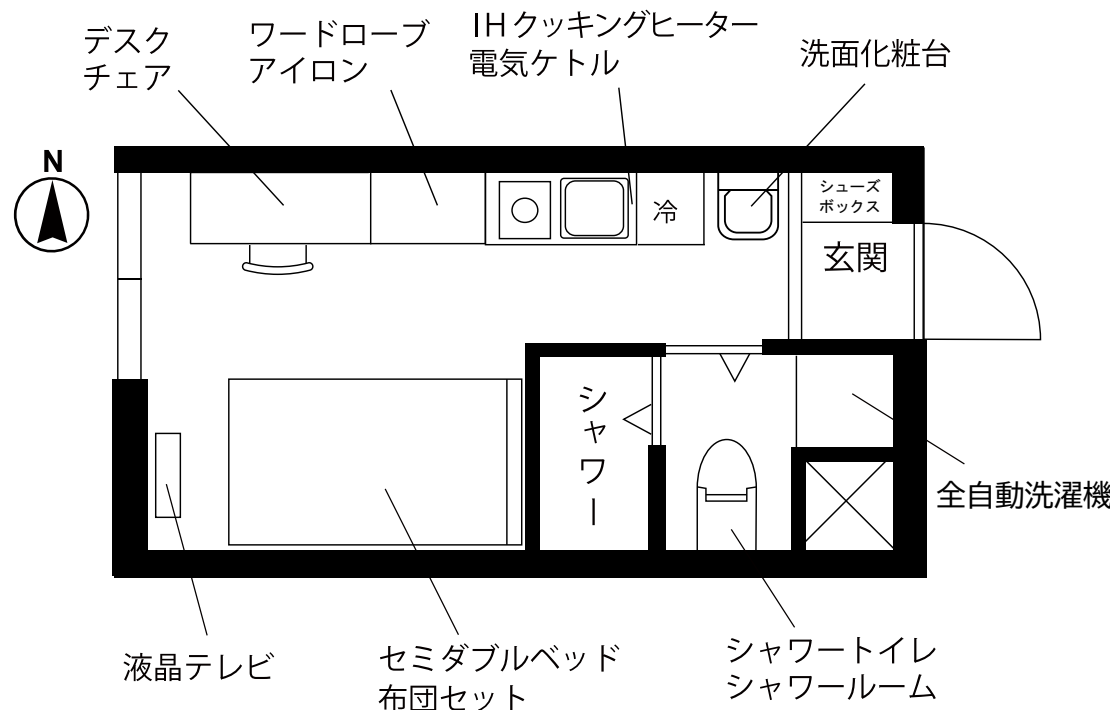 デスク
チェア
ワードローブ
アイロン
IHクッキングヒーター
電気ケトル
洗面化粧台
N
冷
シューズ
ボックス
玄関
シャワー
全自動洗濯機
液晶テレビ
セミダブルベッド
布団セット
シャワートイレ
シャワールーム